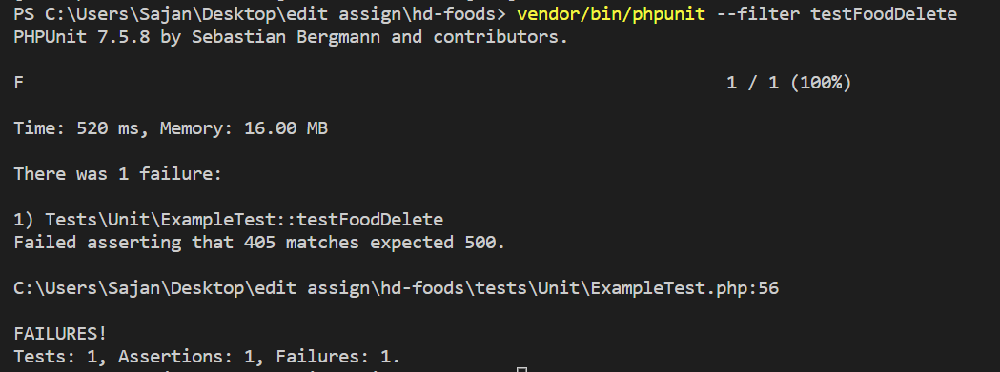 PS C:\Users\Sajan\Desktop\edit assign\hd-foods> vendor/bin/phpunit --filter testFoodDelete
PHPUnit 7.5.8 by Sebastian Bergmann and contributors.
F 1 / 1 (100%)
Time: 520 ms, Memory: 16.00 MB
There was 1 failure:
1) Tests\Unit\ExampleTest::testFoodDelete
Failed asserting that 405 matches expected 500.
C:\Users\Sajan\Desktop\edit assign\hd-foods\tests\Unit\ExampleTest.php:56
FAILURES!
Tests: 1, Assertions: 1, Failures: 1.